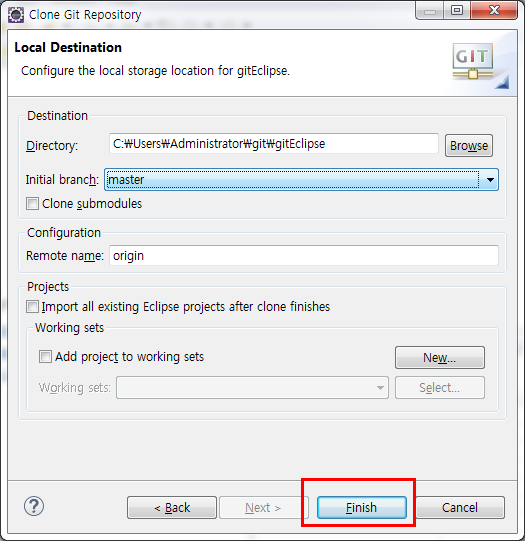 Clone Git Repository
Local Destination
Configure the local storage location for gitEclipse.
GIT
Destination
Directory: C:₩Users₩Administrator₩git₩gitEclipse Browse
Initial branch: master
Clone submodules
Configuration
Remote name: origin
Projects
Import all existing Eclipse projects after clone finishes
Working sets
Add project to working sets New...
Working sets: Select...
? < Back Next > Finish Cancel